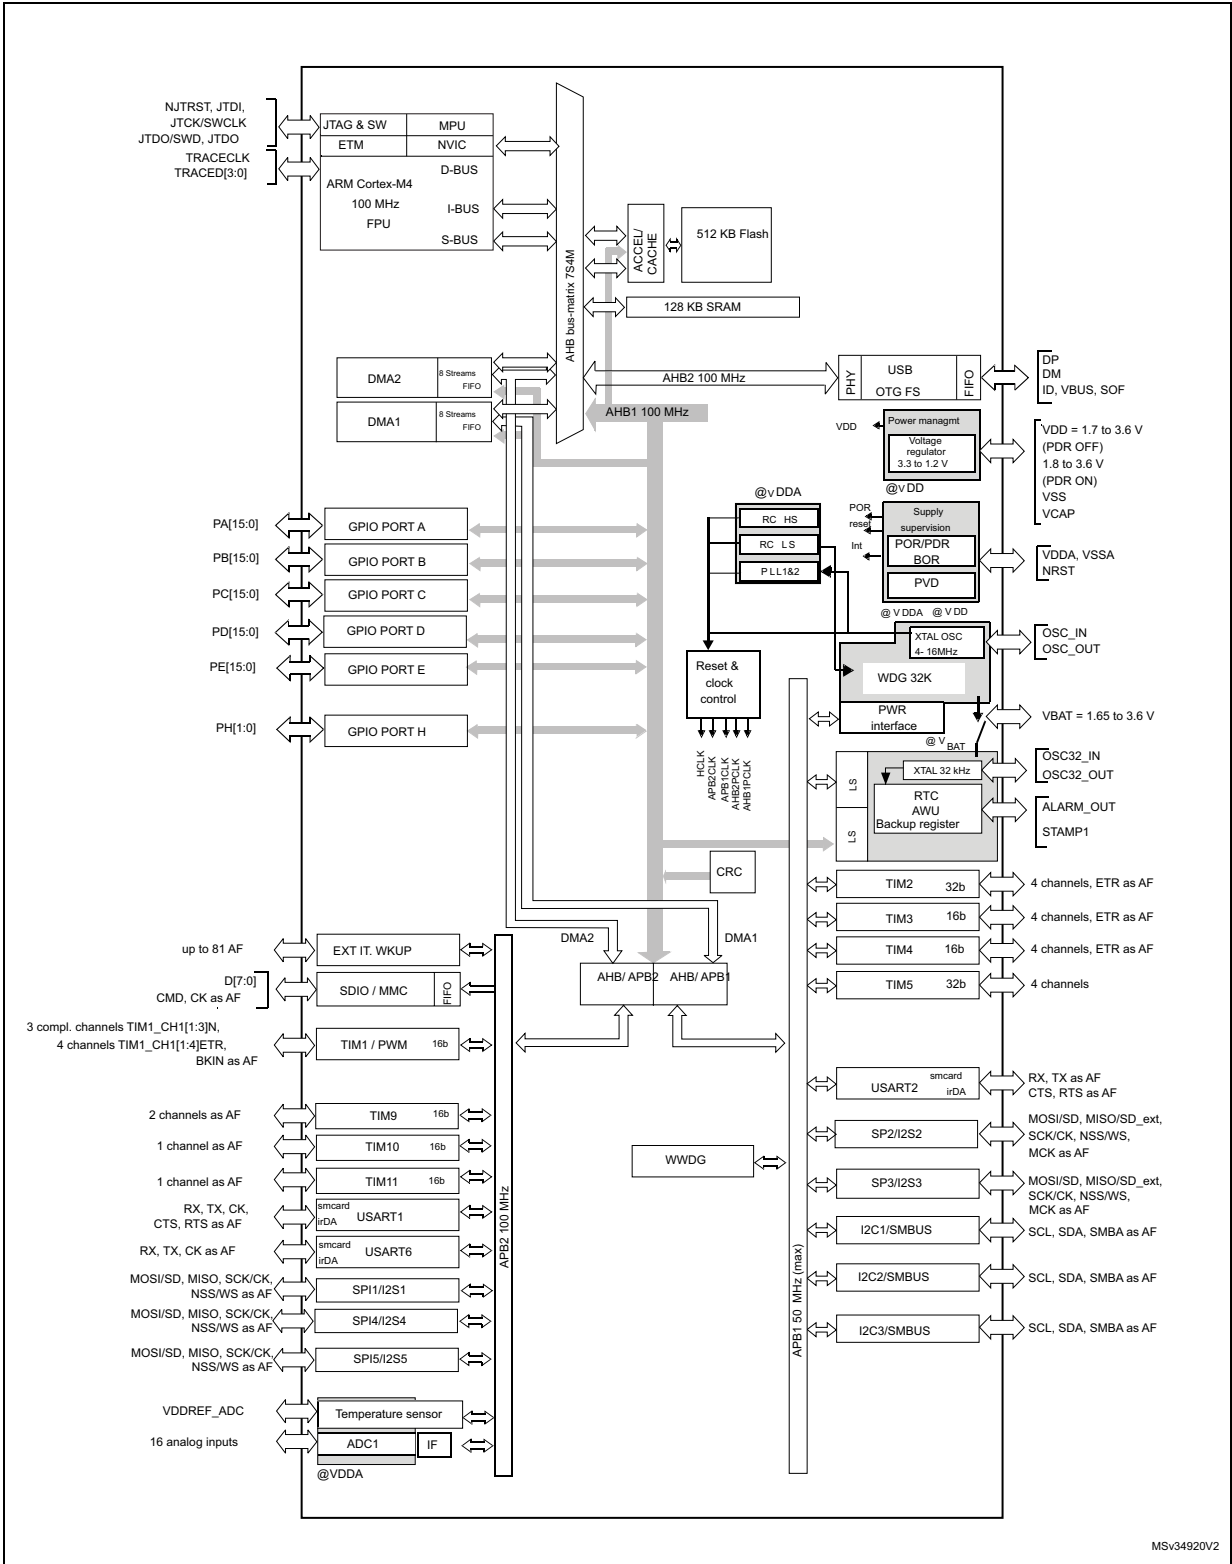 NJTRST, JTDI,
JTCK/SWCLK
JTDO/SWD, JTDO
TRACECLK
TRACED[3:0]
JTAG & SW
MPU
ETM
NVIC
D-BUS
ARM Cortex-M4
100 MHz
FPU
I-BUS
S-BUS
AHB bus-matrix 7S4M
ACCEL/
CACHE
512 KB Flash
128 KB SRAM
DMA2
8 Streams
FIFO
DMA1
8 Streams
FIFO
AHB2 100 MHz
AHB1 100 MHz
PHY
USB
OTG FS
FIFO
DP
DM
ID, VBUS, SOF
VDD
Power managmt
Voltage
regulator
3.3 to 1.2 V
@VDD
VDD = 1.7 to 3.6 V
(PDR OFF)
1.8 to 3.6 V
(PDR ON)
VSS
VCAP
@VDDA
RC HS
RC LS
PLL1&2
POR
reset
Int
Supply
supervision
POR/PDR
BOR
PVD
VDDA, VSSA
NRST
@VDDA @VDD
XTAL OSC
4- 16MHz
WDG 32K
OSC_IN
OSC_OUT
PWR
interface
VBAT = 1.65 to 3.6 V
@VBAT
Reset &
clock
control
HCLK
APB2CLK
APB1CLK
AHB2PCLK
AHB1PCLK
LS
LS
XTAL 32 kHz
RTC
AWU
Backup register
OSC32_IN
OSC32_OUT
ALARM_OUT
STAMP1
PA[15:0]
GPIO PORT A
PB[15:0]
GPIO PORT B
PC[15:0]
GPIO PORT C
PD[15:0]
GPIO PORT D
PE[15:0]
GPIO PORT E
PH[1:0]
GPIO PORT H
CRC
DMA2
DMA1
AHB/ APB2
AHB/ APB1
up to 81 AF
EXT IT. WKUP
D[7:0]
CMD, CK as AF
SDIO / MMC
FIFO
3 compl. channels TIM1_CH1[1:3]N,
4 channels TIM1_CH1[1:4]ETR,
BKIN as AF
TIM1 / PWM
16b
2 channels as AF
TIM9
16b
1 channel as AF
TIM10
16b
1 channel as AF
TIM11
16b
RX, TX, CK,
CTS, RTS as AF
smcard
irDA
USART1
RX, TX, CK as AF
smcard
irDA
USART6
MOSI/SD, MISO, SCK/CK,
NSS/WS as AF
SPI1/I2S1
MOSI/SD, MISO, SCK/CK,
NSS/WS as AF
SPI4/I2S4
MOSI/SD, MISO, SCK/CK,
NSS/WS as AF
SPI5/I2S5
VDDREF_ADC
Temperature sensor
16 analog inputs
ADC1
IF
@VDDA
APB2 100 MHz
WWDG
APB1 50 MHz (max)
TIM2
32b
4 channels, ETR as AF
TIM3
16b
4 channels, ETR as AF
TIM4
16b
4 channels, ETR as AF
TIM5
32b
4 channels
USART2
smcard
irDA
RX, TX as AF
CTS, RTS as AF
SP2/I2S2
MOSI/SD, MISO/SD_ext,
SCK/CK, NSS/WS,
MCK as AF
SP3/I2S3
MOSI/SD, MISO/SD_ext,
SCK/CK, NSS/WS,
MCK as AF
I2C1/SMBUS
SCL, SDA, SMBA as AF
I2C2/SMBUS
SCL, SDA, SMBA as AF
I2C3/SMBUS
SCL, SDA, SMBA as AF
MSv34920V2